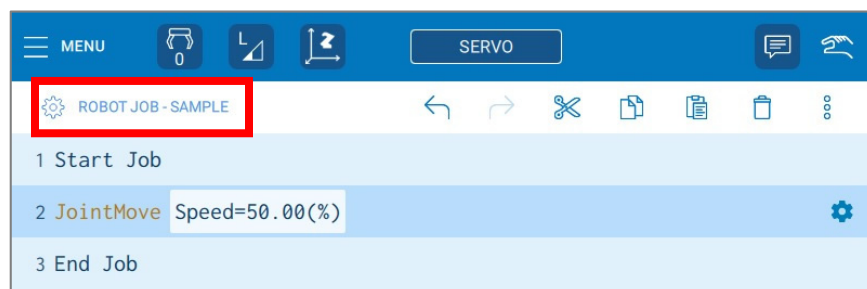 MENU
0
L
SERVO
ROBOT JOB - SAMPLE
1 Start Job
2 JointMove Speed=50.00(%)
3 End Job